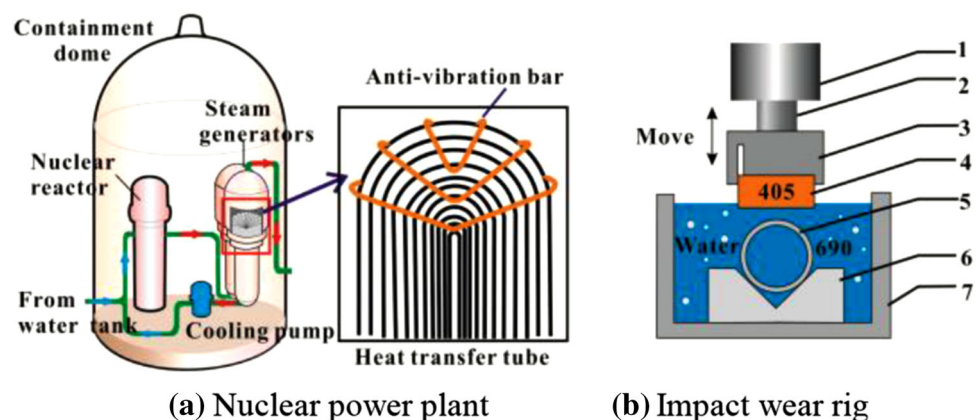 Containment
dome
Steam
generators
Nuclear
reactor
From
water tank
Cooling pump
Anti-vibration bar
Heat transfer tube
(a) Nuclear power plant
Move
405
Water
690
1
2
3
4
5
6
7
(b) Impact wear rig